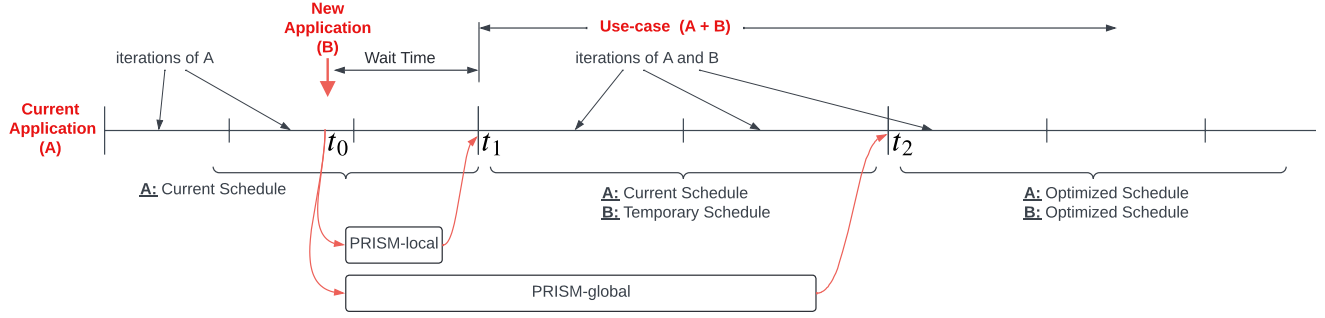 New
Application
(B)
Use-case (A + B)
iterations of A
Wait Time
iterations of A and B
Current
Application
(A)
t0
t1
t2
A: Current Schedule
A: Current Schedule
B: Temporary Schedule
A: Optimized Schedule
B: Optimized Schedule
PRISM-local
PRISM-global